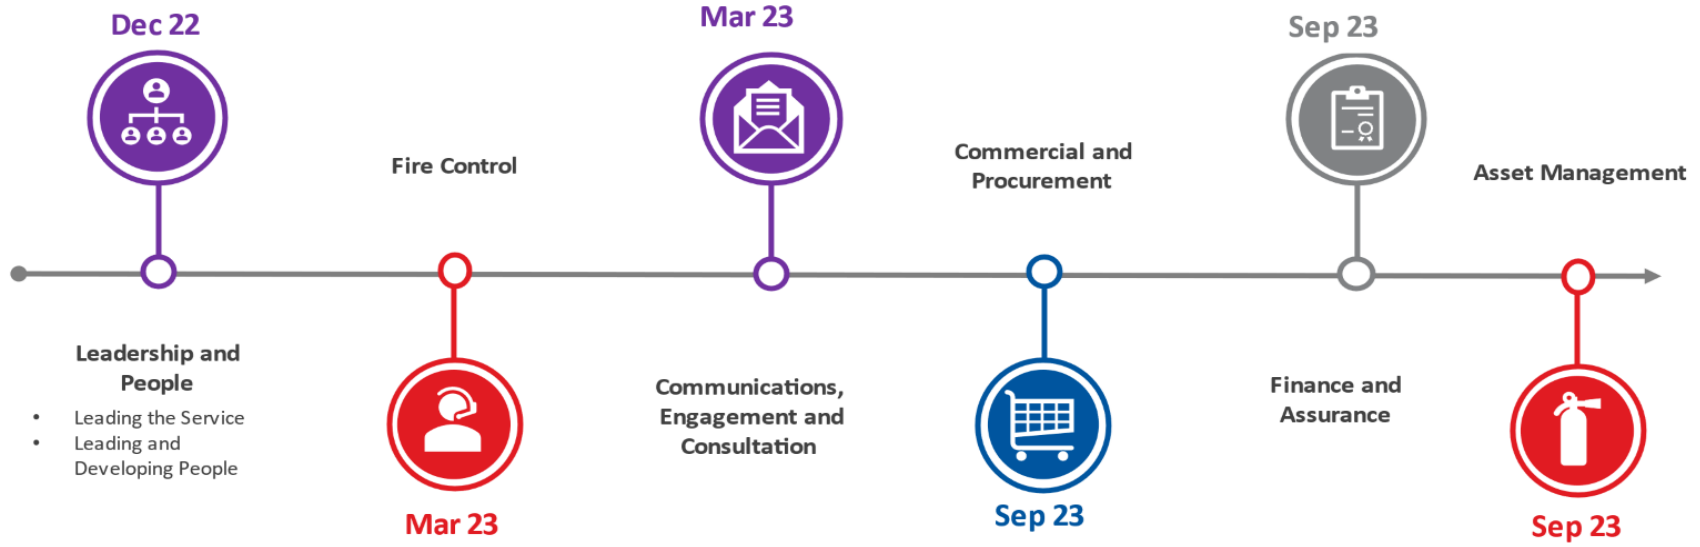 Dec 22
Leadership and
People
• Leading the Service
• Leading and
Developing People
Fire Control
Mar 23
Mar 23
Communications,
Engagement and
Consultation
Commercial and
Procurement
Sep 23
Sep 23
Finance and
Assurance
Asset Management
Sep 23